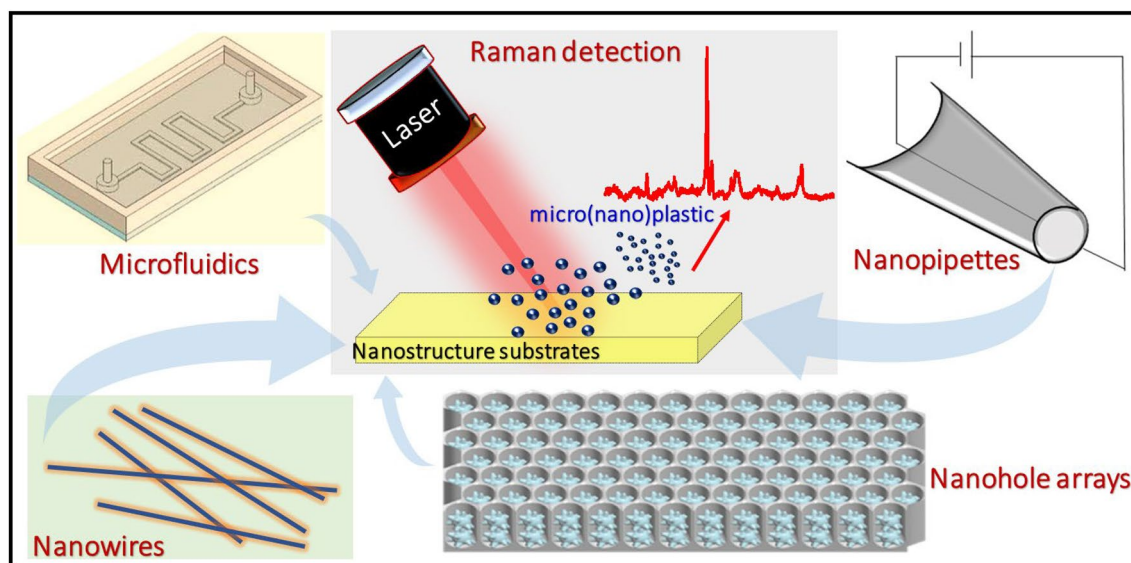 Raman detection
Laser
micro(nano)plastic
Microfluidics
Nanopipettes
Nanostructure substrates
Nanohole arrays
Nanowires